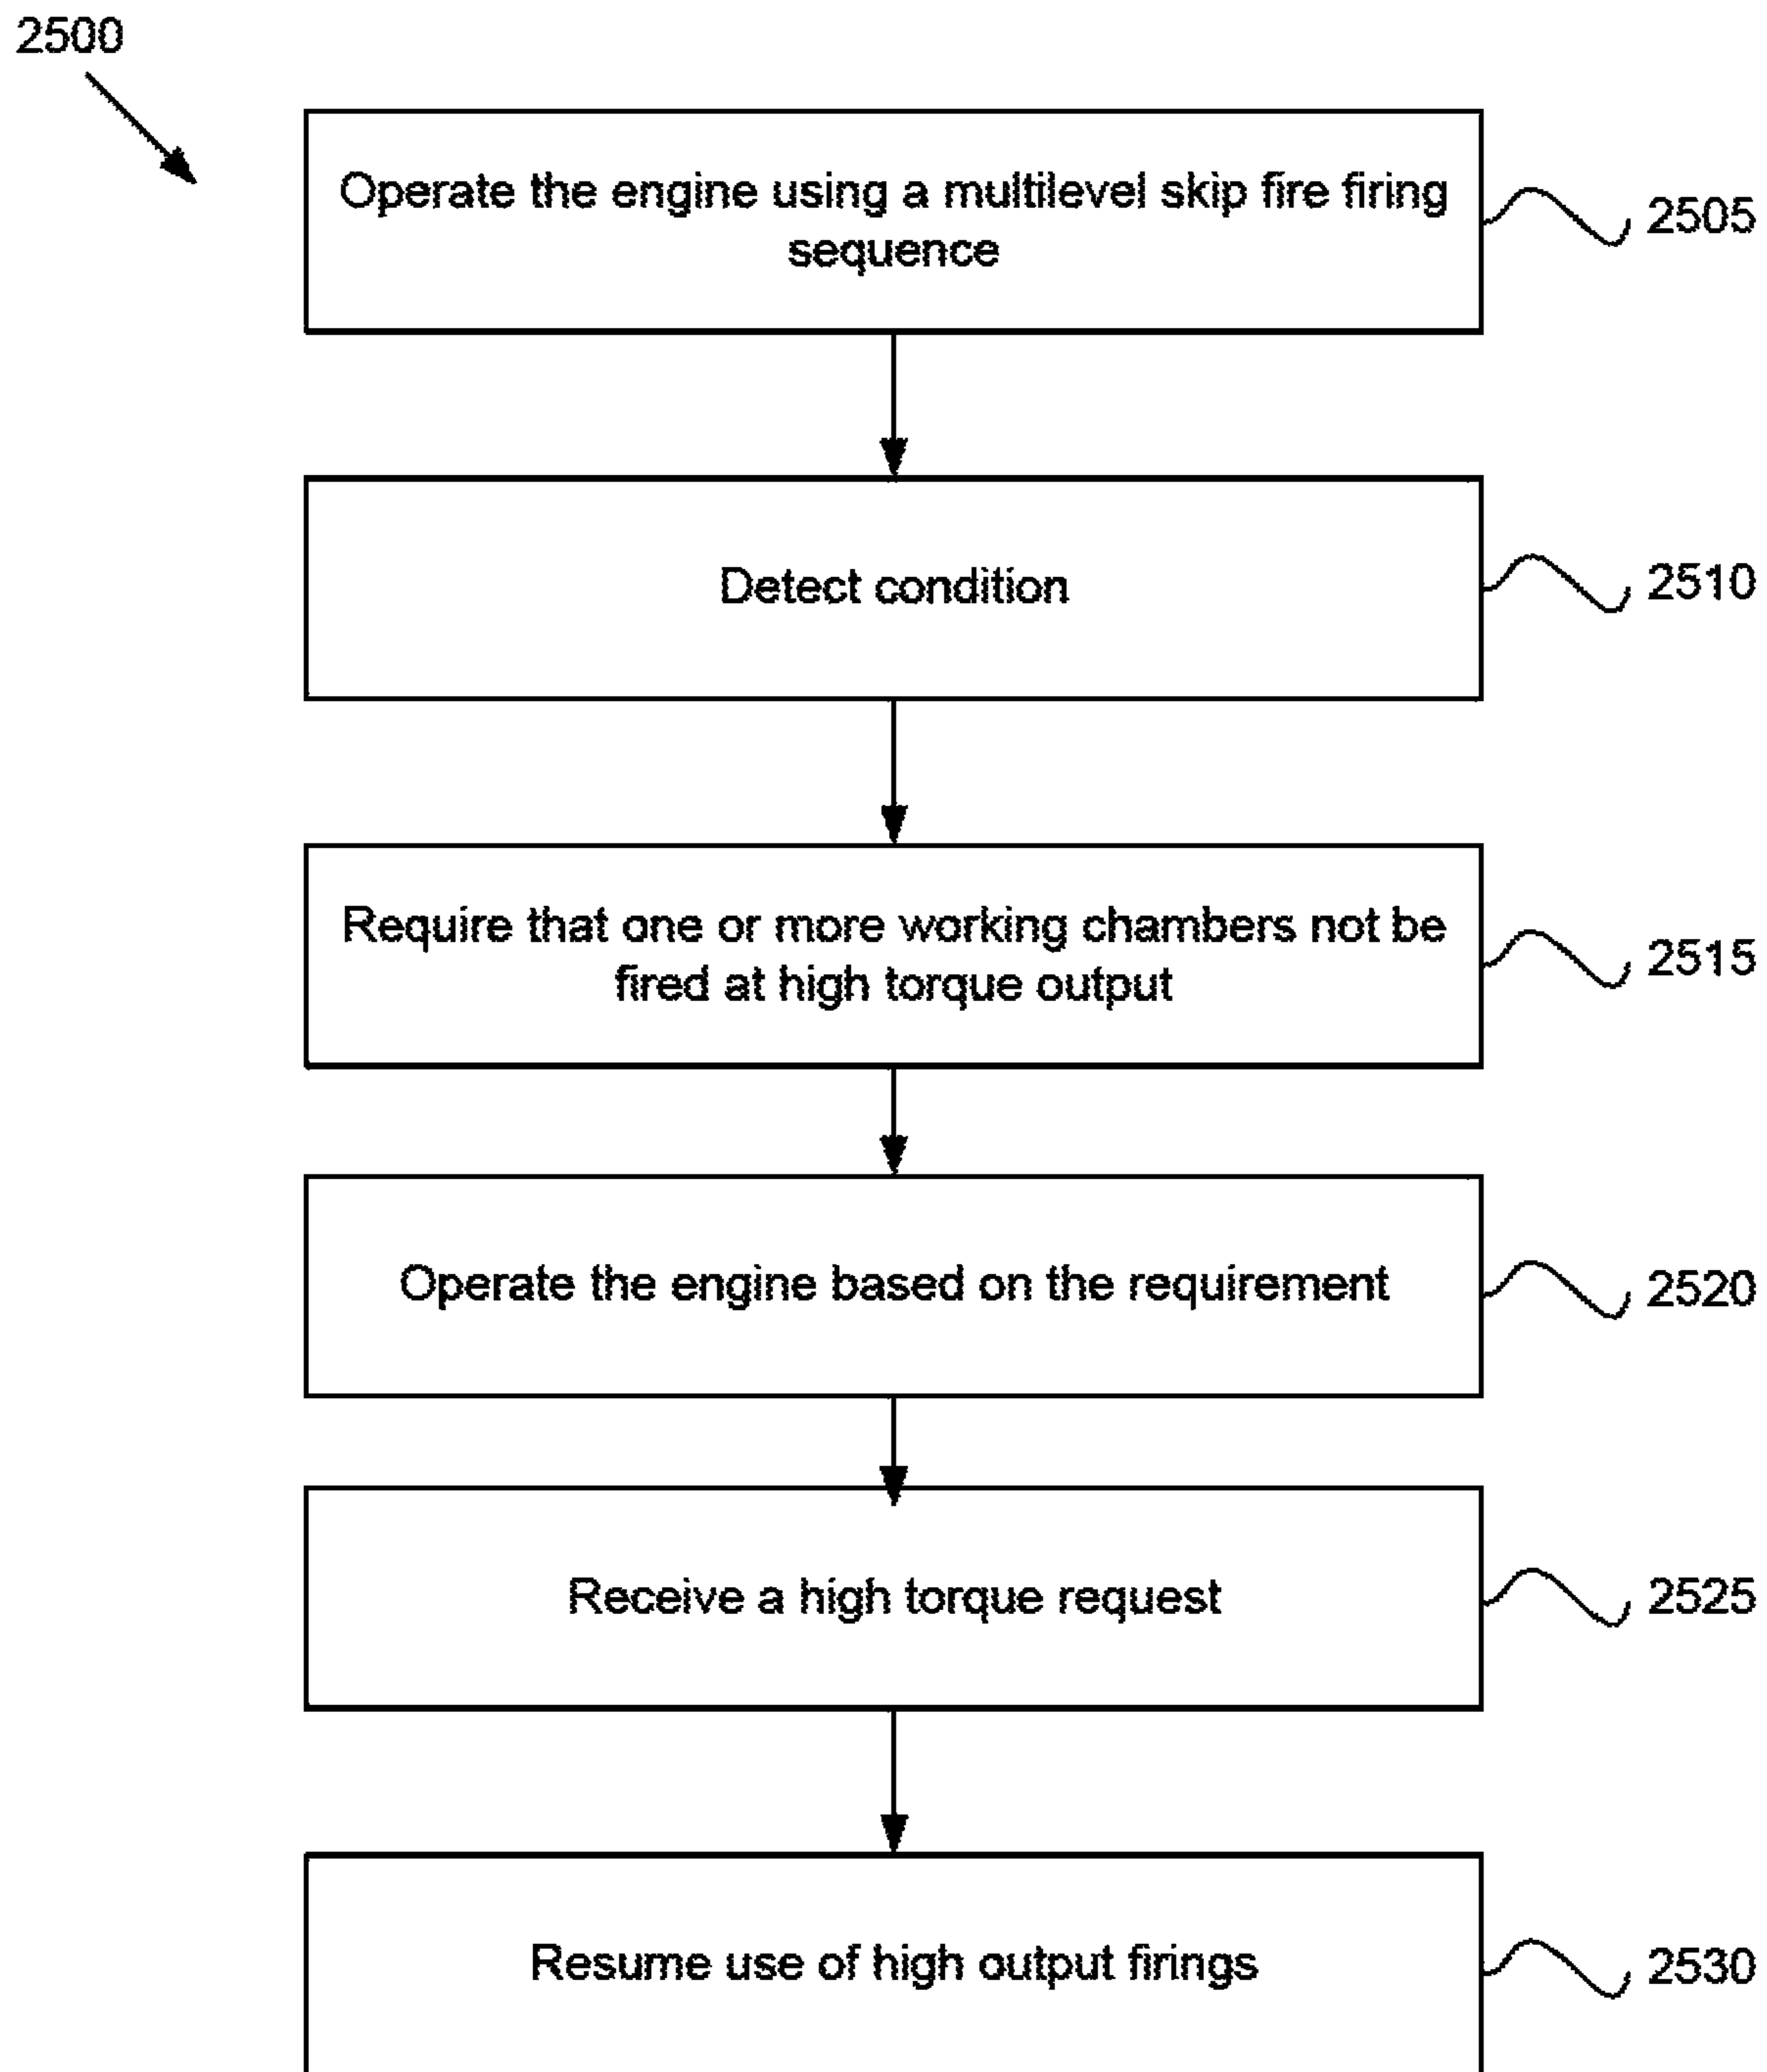 2500
Operate the engine using a multilevel skip fire firing
sequence
2505
Detect condition
2510
Require that one or more working chambers not be
fired at high torque output
2515
Operate the engine based on the requirement
2520
Receive a high torque request
2525
Resume use of high output firings
2530